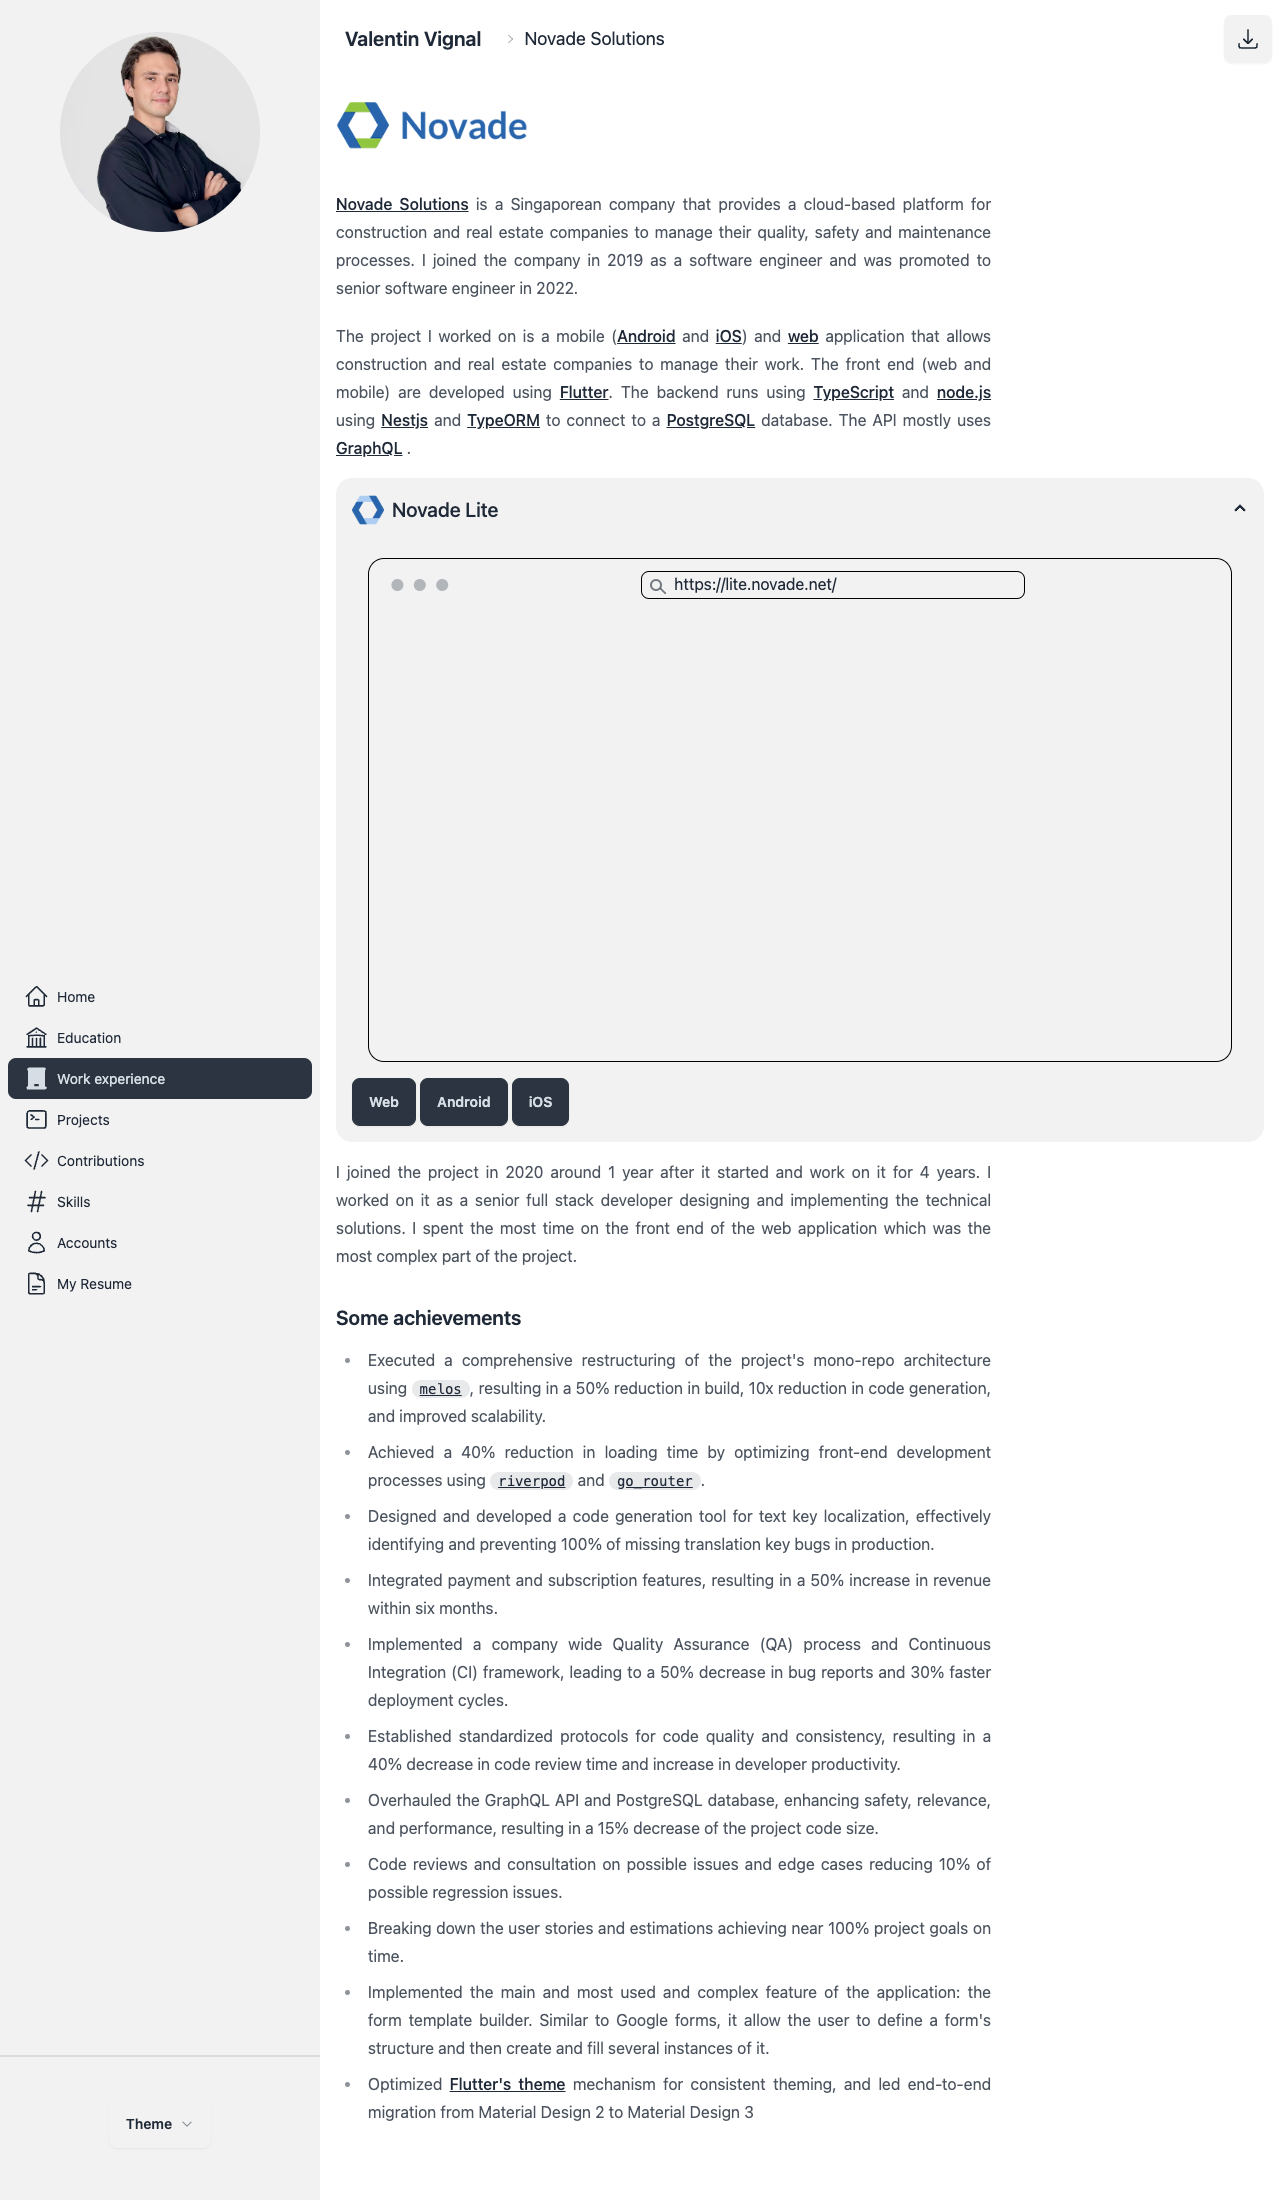 Valentin Vignal
Novade Solutions
Novade
Novade Solutions is a Singaporean company that provides a cloud-based platform for
construction and real estate companies to manage their quality, safety and maintenance
processes. I joined the company in 2019 as a software engineer and was promoted to
senior software engineer in 2022.
The project I worked on is a mobile (Android and iOS) and web application that allows
construction and real estate companies to manage their work. The front end (web and
mobile) are developed using Flutter. The backend runs using TypeScript and node.js
using Nestjs and TypeORM to connect to a PostgreSQL database. The API mostly uses
GraphQL .
Novade Lite
https://lite.novade.net/
Web
Android
iOS
Home
Education
Work experience
Projects
Contributions
Skills
Accounts
My Resume
I joined the project in 2020 around 1 year after it started and work on it for 4 years. I
worked on it as a senior full stack developer designing and implementing the technical
solutions. I spent the most time on the front end of the web application which was the
most complex part of the project.
Some achievements
Executed a comprehensive restructuring of the project's mono-repo architecture
using melos, resulting in a 50% reduction in build, 10x reduction in code generation,
and improved scalability.
Achieved a 40% reduction in loading time by optimizing front-end development
processes using riverpod and go_router.
Designed and developed a code generation tool for text key localization, effectively
identifying and preventing 100% of missing translation key bugs in production.
Integrated payment and subscription features, resulting in a 50% increase in revenue
within six months.
Implemented a company wide Quality Assurance (QA) process and Continuous
Integration (CI) framework, leading to a 50% decrease in bug reports and 30% faster
deployment cycles.
Established standardized protocols for code quality and consistency, resulting in a
40% decrease in code review time and increase in developer productivity.
Overhauled the GraphQL API and PostgreSQL database, enhancing safety, relevance,
and performance, resulting in a 15% decrease of the project code size.
Code reviews and consultation on possible issues and edge cases reducing 10% of
possible regression issues.
Breaking down the user stories and estimations achieving near 100% project goals on
time.
Implemented the main and most used and complex feature of the application: the
form template builder. Similar to Google forms, it allow the user to define a form's
structure and then create and fill several instances of it.
Optimized Flutter's theme mechanism for consistent theming, and led end-to-end
migration from Material Design 2 to Material Design 3
Theme